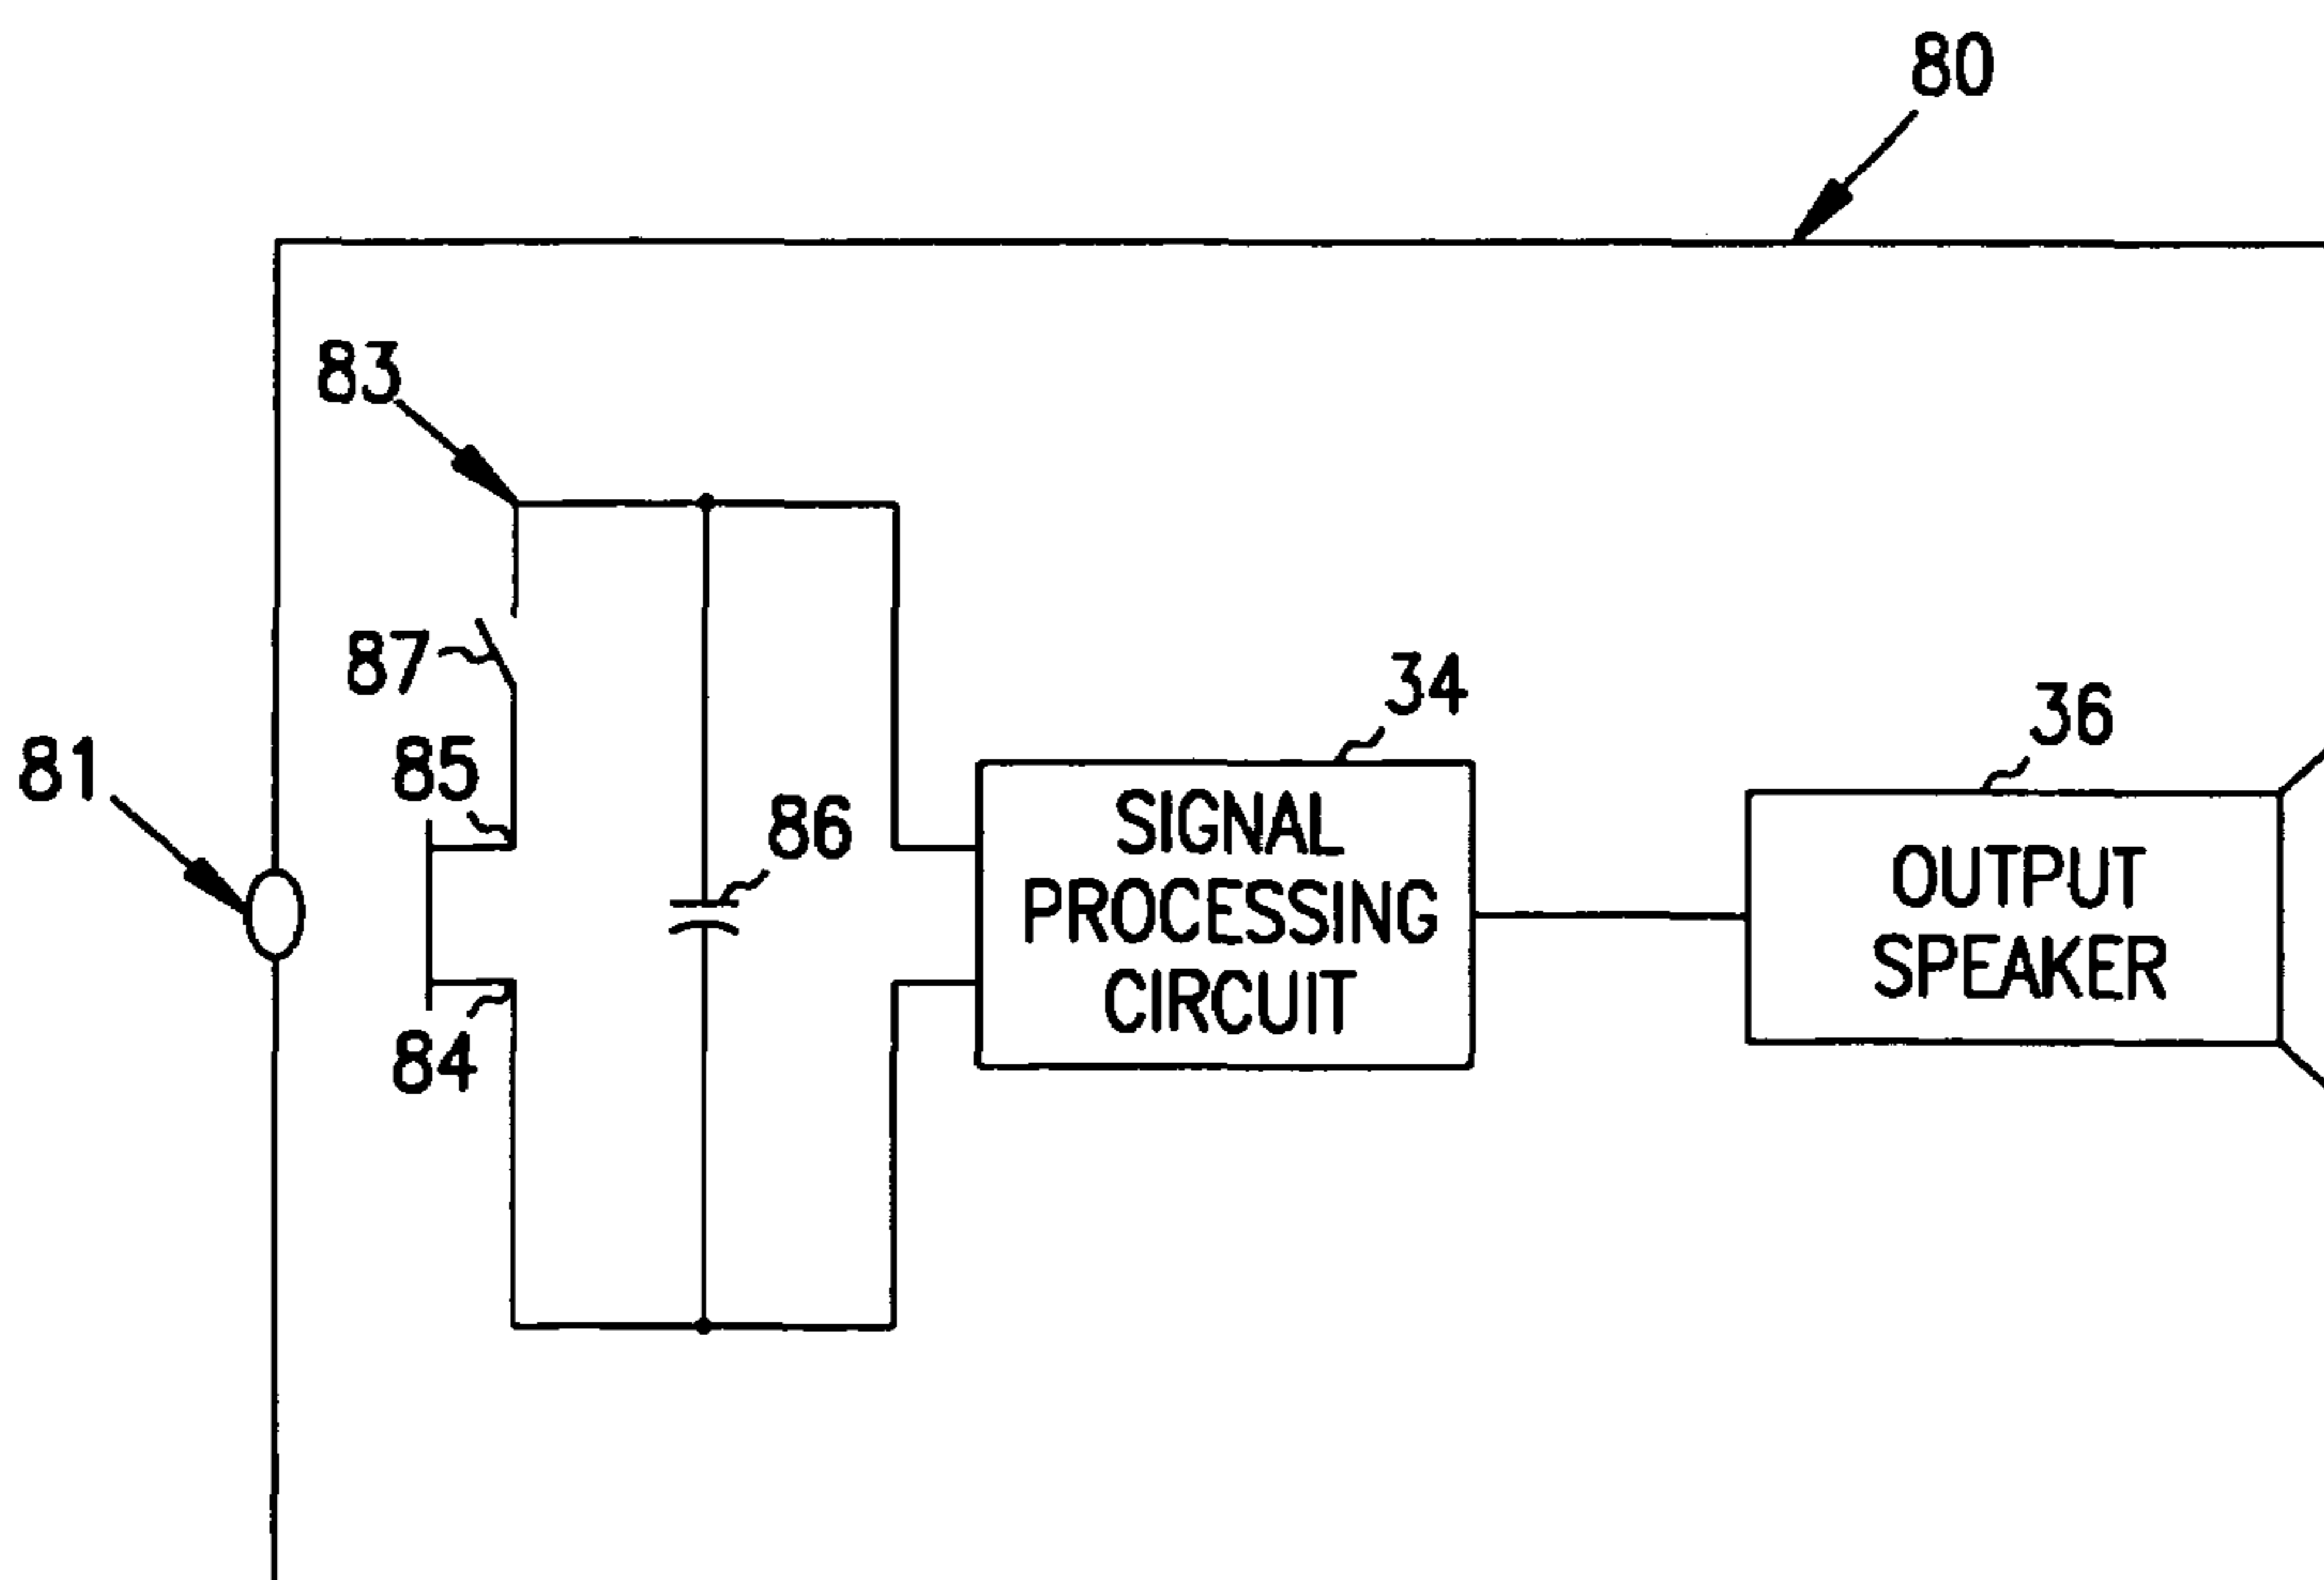 80
83
87
34
36
85
81
86
SIGNAL
PROCESSING
CIRCUIT
OUTPUT
SPEAKER
84